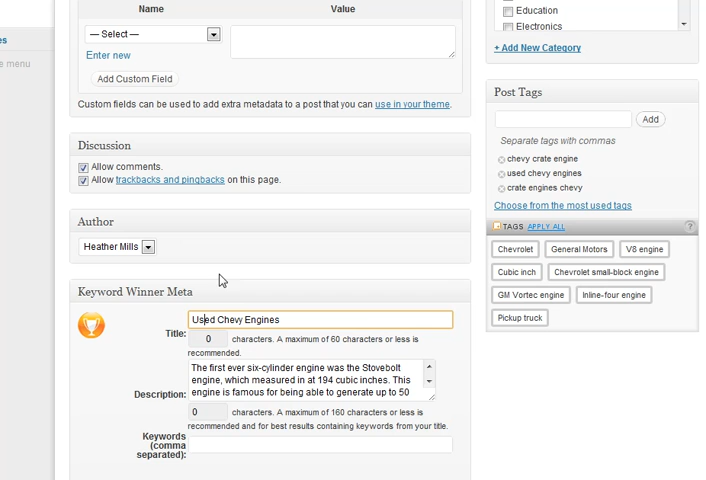 Name
Value
es
e menu
— Select —
Enter new
Add Custom Field
Custom fields can be used to add extra metadata to a post that you can use in your theme.
Discussion
Allow comments.
Allow trackbacks and pingbacks on this page.
Author
Heather Mills
Keyword Winner Meta
Title:
Used Chevy Engines
0 characters. A maximum of 60 characters or less is
recommended.
Description:
The first ever six-cylinder engine was the Stovebolt
engine, which measured in at 194 cubic inches. This
engine is famous for being able to generate up to 50
0 characters. A maximum of 160 characters or less is
recommended and for best results containing keywords from your title.
Keywords
(comma
separated):
Education
Electronics
+ Add New Category
Post Tags
Add
Separate tags with commas
chevy crate engine
used chevy engines
crate engines chevy
Choose from the most used tags
TAGS APPLY ALL ?
Chevrolet General Motors V8 engine
Cubic inch Chevrolet small-block engine
GM Vortec engine Inline-four engine
Pickup truck